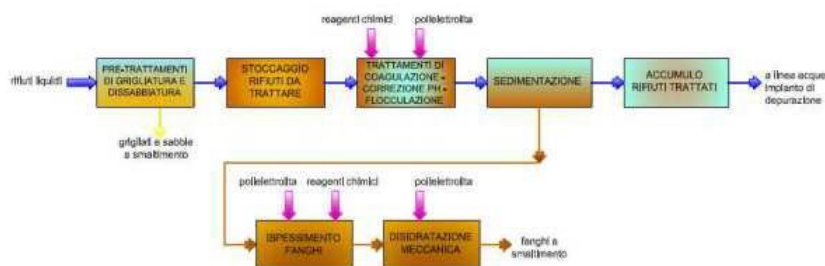 reagenti chimici
polielettrolita
rifiuti liquidi
PRE-TRATTAMENTI
DI GRIGLIATURA E
DISSABBIATURA
STOCCAGGIO
RIFIUTI DA
TRATTARE
TRATTAMENTI DI
COAGULAZIONE -
CORREZIONE PH -
FLOCCULAZIONE
SEDIMENTAZIONE
ACCUMULO
RIFIUTI TRATTATI
a linea acque
impianto di
depurazione
grigliati e sabbie
a smaltimento
polielettrolita
reagenti chimici
polielettrolita
ISPESSIMENTO
FANGHI
DISIDRATAZIONE
MECCANICA
fanghi a
smaltimento